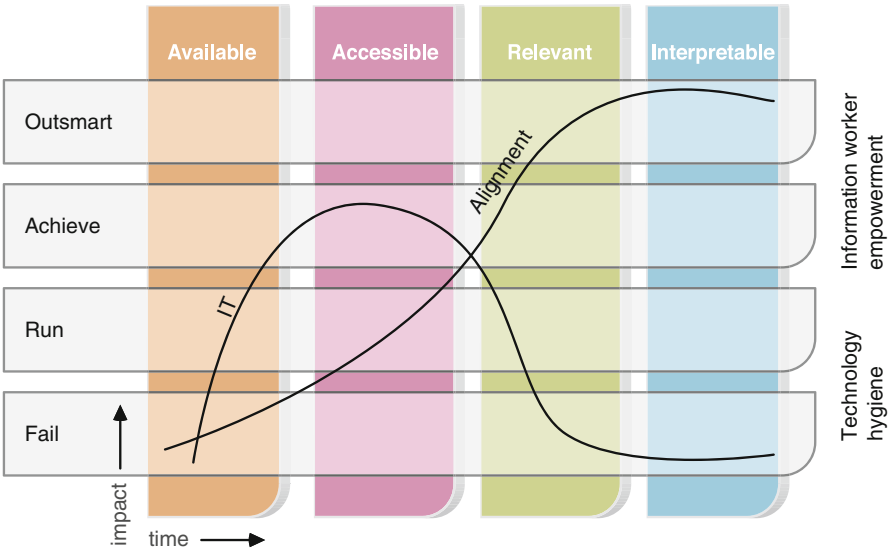 Available Accessible Relevant Interpretable
Outsmart
Achieve
Run
Fail
IT
Alignment
Information worker
empowerment
Technology
hygiene
impact
time